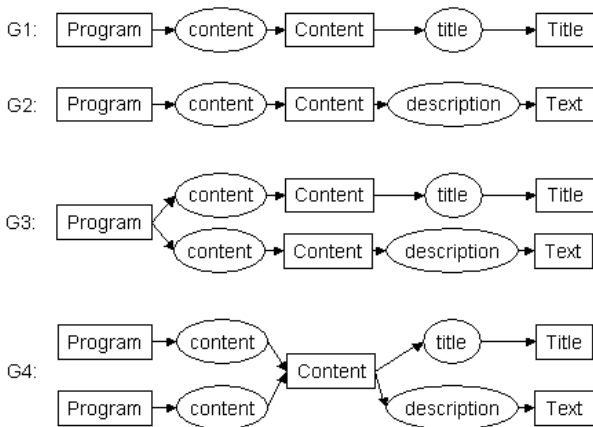 G1: Program content Content title Title
G2: Program content Content description Text
content Content title Title
G3: Program
content Content description Text
Program content title Title
G4: Content
Program content description Text